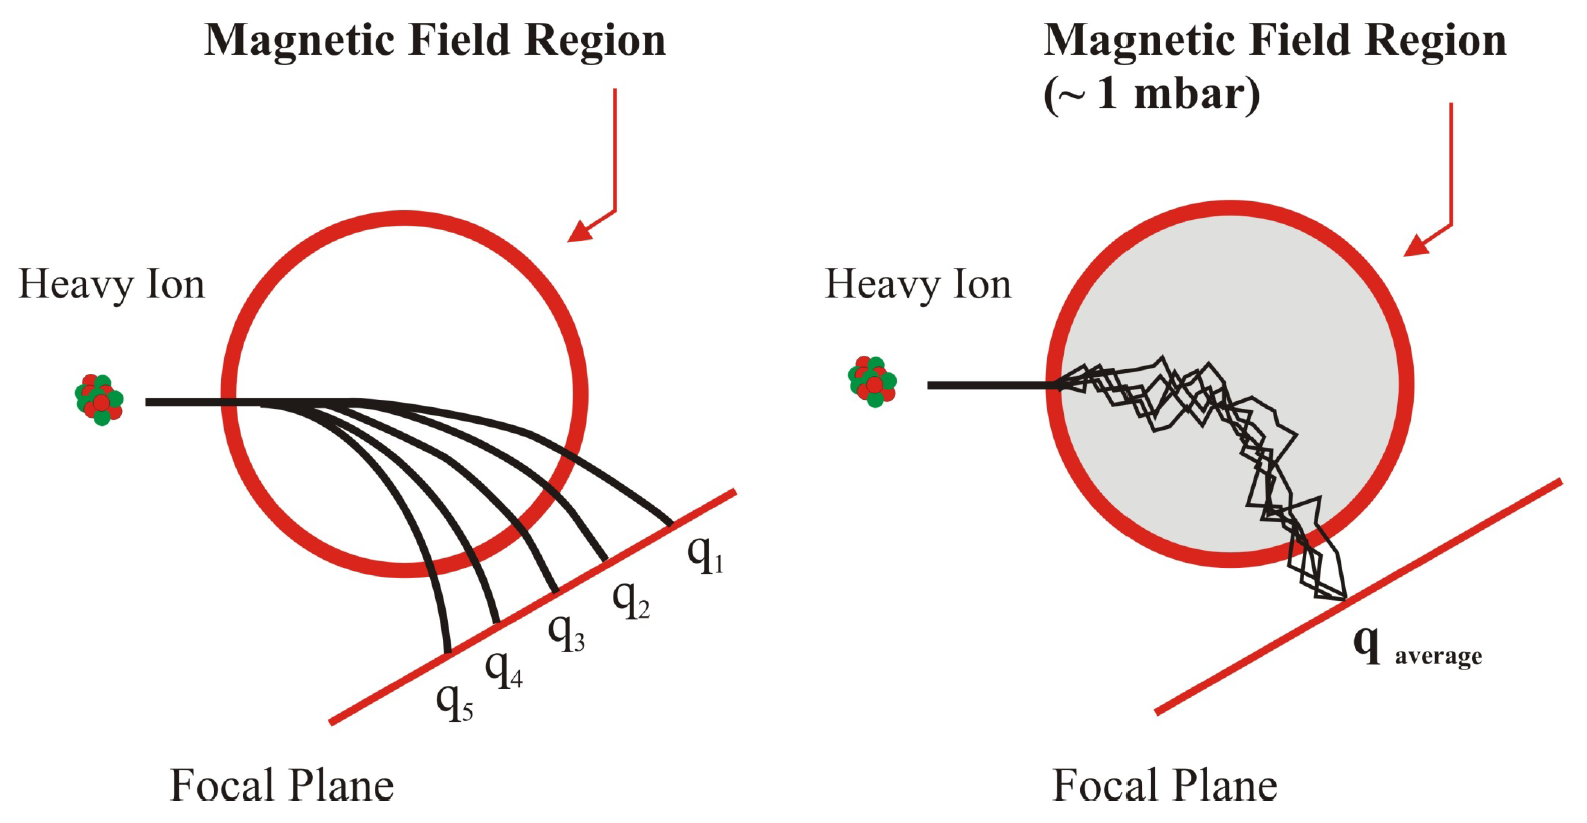 Magnetic Field Region
Heavy Ion
q1
q2
q3
q4
q5
Focal Plane
Magnetic Field Region
(~ 1 mbar)
Heavy Ion
q average
Focal Plane